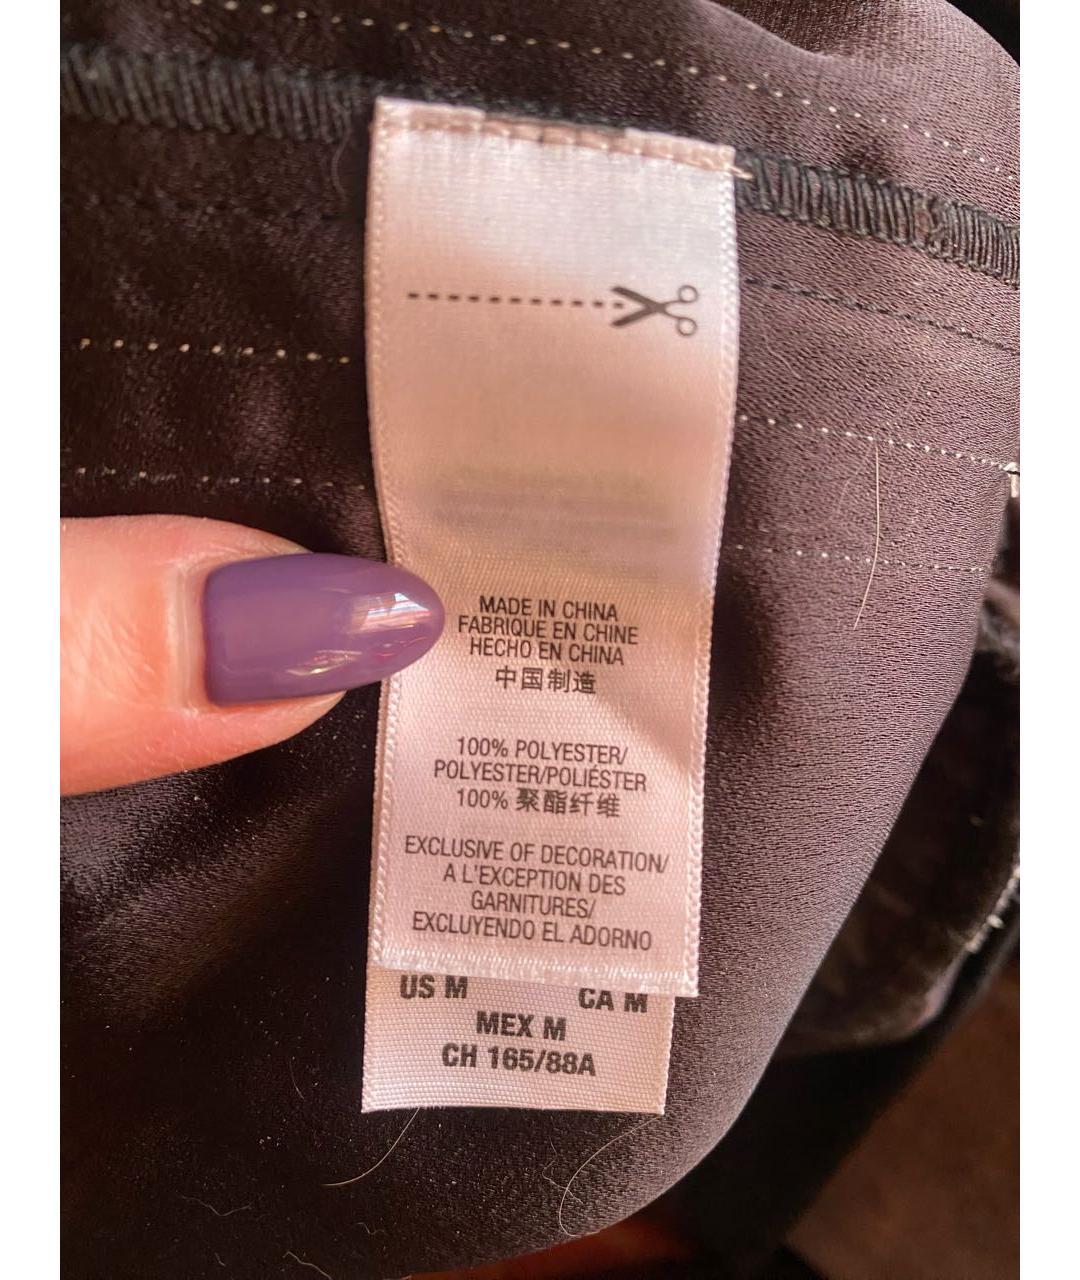 MADE IN CHINA
FABRIQUE EN CHINE
HECHO EN CHINA
中国制造
100% POLYESTER/
POLYESTER/POLIÉSTER
100% 聚酯纤维
EXCLUSIVE OF DECORATION/
A L'EXCEPTION DES
GARNITURES/
EXCLUYENDO EL ADORNO
US M CA M
MEX M
CH 165/88A